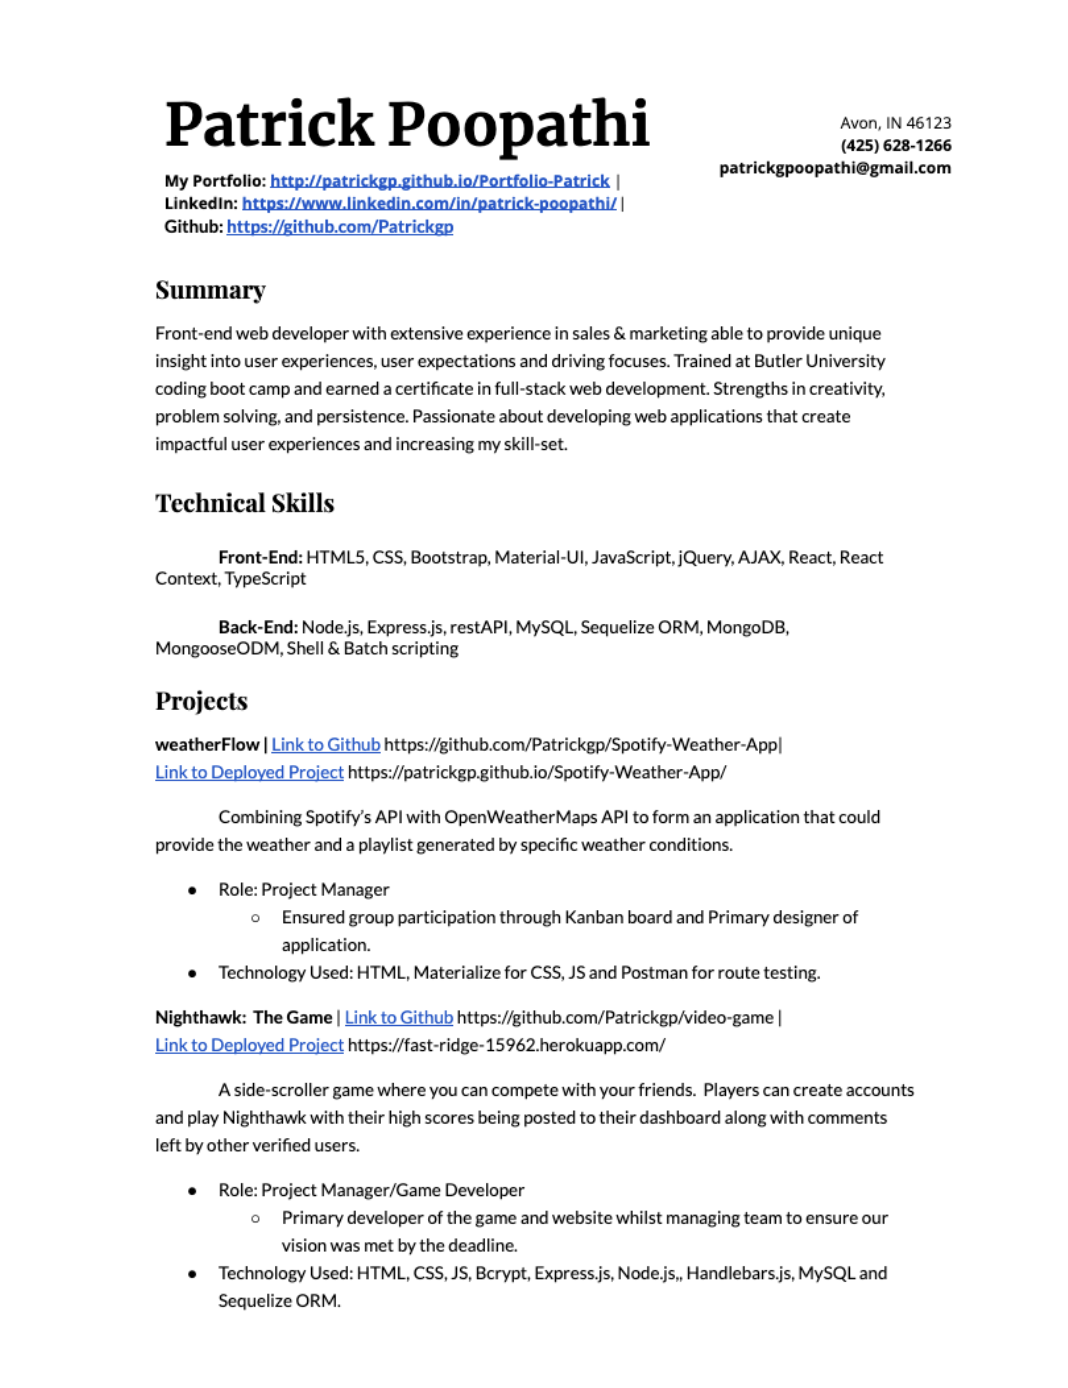 Patrick Poopathi
Avon, IN 46123
(425) 628-1266
patrickgpoopathi@gmail.com
My Portfolio: http://patrickgp.github.io/Portfolio-Patrick |
LinkedIn: https://www.linkedin.com/in/patrick-poopathi/ |
Github: https://github.com/Patrickgp
Summary
Front-end web developer with extensive experience in sales & marketing able to provide unique
insight into user experiences, user expectations and driving focuses. Trained at Butler University
coding boot camp and earned a certificate in full-stack web development. Strengths in creativity,
problem solving, and persistence. Passionate about developing web applications that create
impactful user experiences and increasing my skill-set.
Technical Skills
Front-End: HTML5, CSS, Bootstrap, Material-UI, JavaScript, jQuery, AJAX, React, React
Context, TypeScript
Back-End: Node.js, Express.js, restAPI, MySQL, Sequelize ORM, MongoDB,
MongooseODM, Shell & Batch scripting
Projects
weatherFlow | Link to Github https://github.com/Patrickgp/Spotify-Weather-App|
Link to Deployed Project https://patrickgp.github.io/Spotify-Weather-App/
Combining Spotify's API with OpenWeatherMaps API to form an application that could
provide the weather and a playlist generated by specific weather conditions.
● Role: Project Manager
○ Ensured group participation through Kanban board and Primary designer of
application.
● Technology Used: HTML, Materialize for CSS, JS and Postman for route testing.
Nighthawk:  The Game | Link to Github https://github.com/Patrickgp/video-game |
Link to Deployed Project https://fast-ridge-15962.herokuapp.com/
A side-scroller game where you can compete with your friends.  Players can create accounts
and play Nighthawk with their high scores being posted to their dashboard along with comments
left by other verified users.
● Role: Project Manager/Game Developer
○ Primary developer of the game and website whilst managing team to ensure our
vision was met by the deadline.
● Technology Used: HTML, CSS, JS, Bcrypt, Express.js, Node.js,, Handlebars.js, MySQL and
Sequelize ORM.